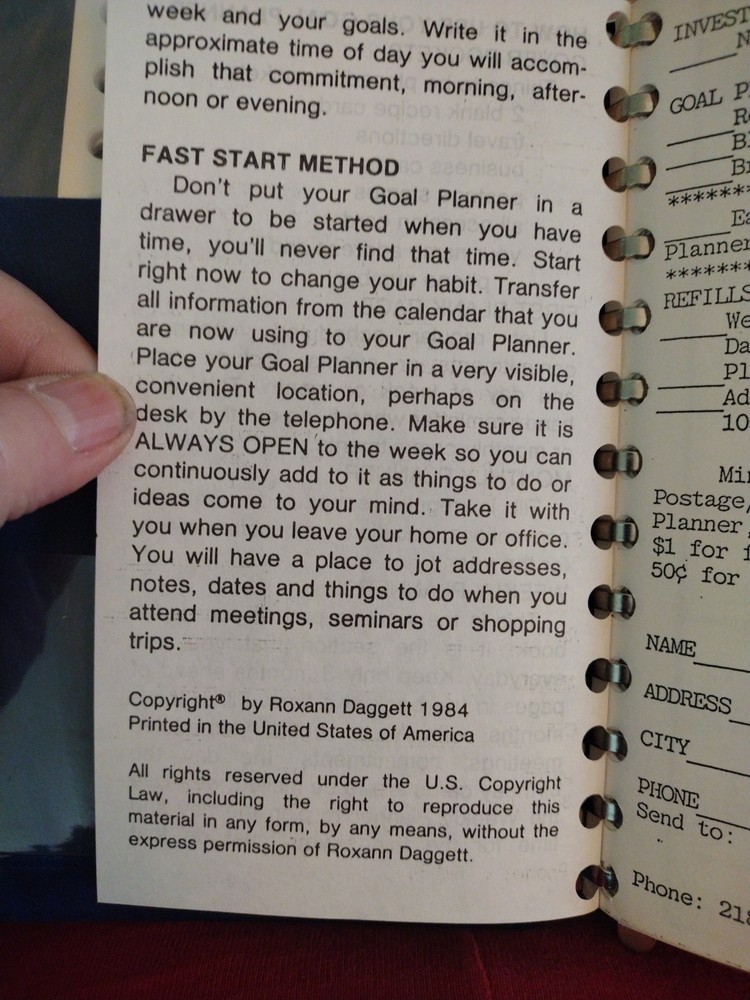 week and your goals. Write it in the
approximate time of day you will accom-
plish that commitment, morning, after-
noon or evening.
FAST START METHOD
Don't put your Goal Planner in a
drawer to be started when you have
time, you'll never find that time. Start
right now to change your habit. Transfer
all information from the calendar that you
are now using to your Goal Planner.
Place your Goal Planner in a very visible,
convenient location, perhaps on the
desk by the telephone. Make sure it is
ALWAYS OPEN to the week so you can
continuously add to it as things to do or
ideas come to your mind. Take it with
you when you leave your home or office.
You will have a place to jot addresses,
notes, dates and things to do when you
attend meetings, seminars or shopping
trips.
Copyright® by Roxann Daggett 1984
Printed in the United States of America
All rights reserved under the U.S. Copyright
Law, including the right to reproduce this
material in any form, by any means, without the
express permission of Roxann Daggett.
INVEST
N
GOAL P
R
B
B
*******
Ea
Planner
*******
REFILLS
We
Da
Pl
Ad
10
Min
Postage/
Planner,
$1 for f
50¢ for
NAME
ADDRESS
CITY
PHONE
Send to:
Phone: 218